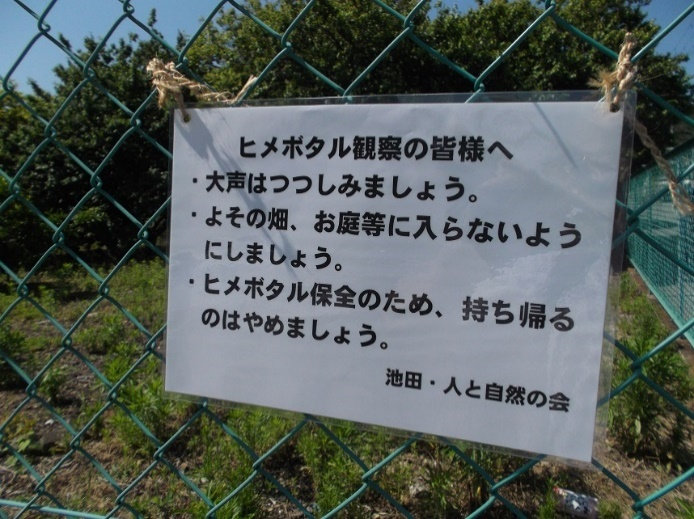 ヒメボタル観察の皆様へ
・大声はつつしみましょう。
・よその畑、お庭等に入らないよう
にしましょう。
・ヒメボタル保全のため、持ち帰る
のはやめましょう。
池田・人と自然の会